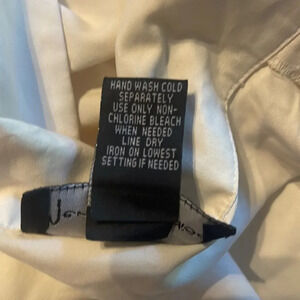 HAND WASH COLD
SEPARATELY
USE ONLY NON-
CHLORINE BLEACH
WHEN NEEDED
LINE DRY
IRON ON LOWEST
SETTING IF NEEDED